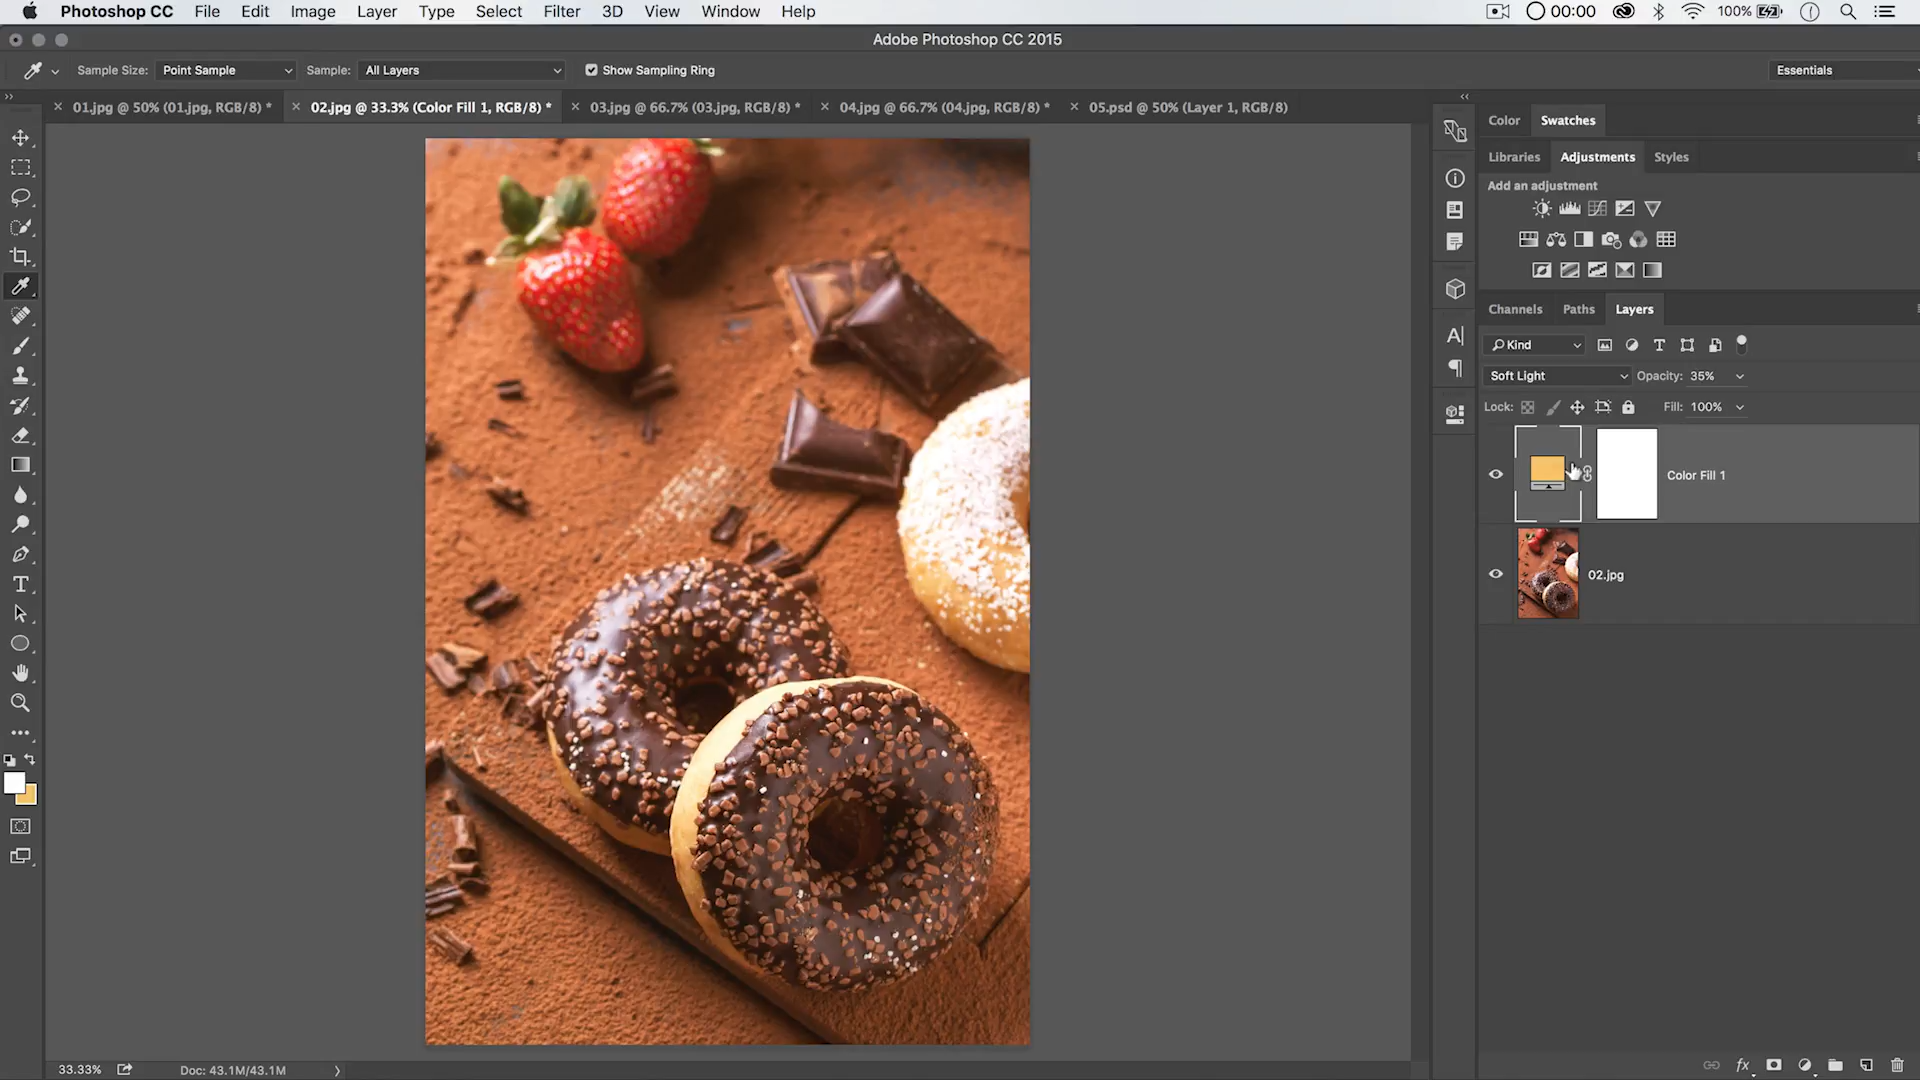 Photoshop CC File Edit Image Layer Type Select Filter 3D View Window Help 00:00 100%
Adobe Photoshop CC 2015
Sample Size: Point Sample Sample: All Layers Show Sampling Ring Essentials
01.jpg @ 50% (01.jpg, RGB/8) * 02.jpg @ 33.3% (Color Fill 1, RGB/8) * 03.jpg @ 66.7% (03.jpg, RGB/8) * 04.jpg @ 66.7% (04.jpg, RGB/8) * 05.psd @ 50% (Layer 1, RGB/8)
Color Swatches
Libraries Adjustments Styles
Add an adjustment
Channels Paths Layers
Kind
Soft Light Opacity: 35%
Lock: Fill: 100%
Color Fill 1
02.jpg
33.33% Doc: 43.1M/43.1M